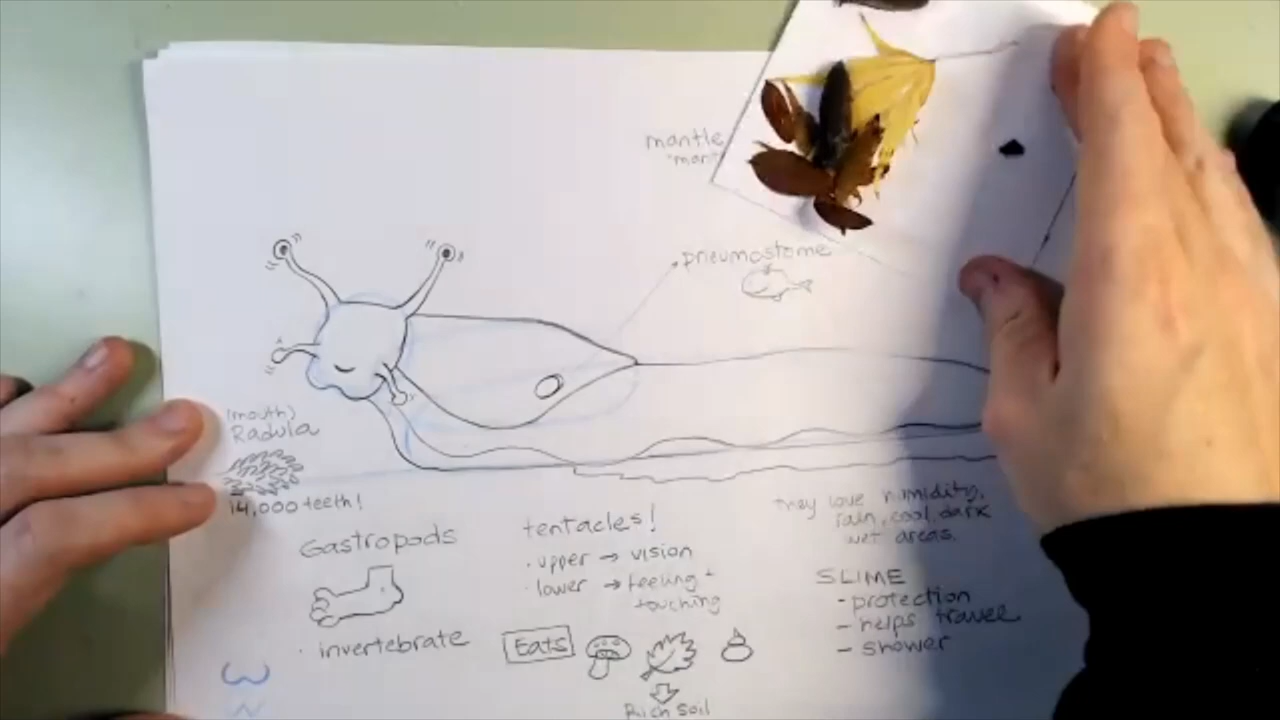 mantle
pneumostome
(mouth)
Radula
14,000 teeth!
Gastropods
· invertebrate
tentacles!
· upper → vision
· lower → feeling +
touching
Eats
Rich Soil
They love humidity,
rain, cool, dark
wet areas.
SLIME
- protection
- helps travel
- shower